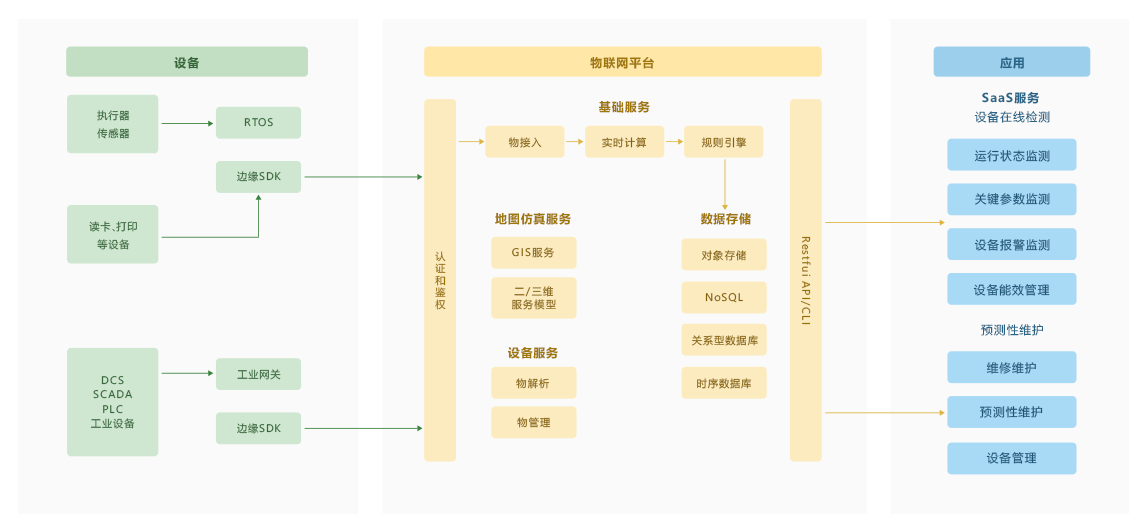 设备
执行器
传感器
RTOS
边缘SDK
读卡、打印
等设备
DCS
SCADA
PLC
工业设备
工业网关
边缘SDK
物联网平台
认证和鉴权
基础服务
物接入
实时计算
规则引擎
地图仿真服务
GIS服务
二/三维
服务模型
设备服务
物解析
物管理
数据存储
对象存储
NoSQL
关系型数据库
时序数据库
Restfui API/CLI
应用
SaaS服务
设备在线检测
运行状态监测
关键参数监测
设备报警监测
设备能效管理
预测性维护
维修维护
预测性维护
设备管理